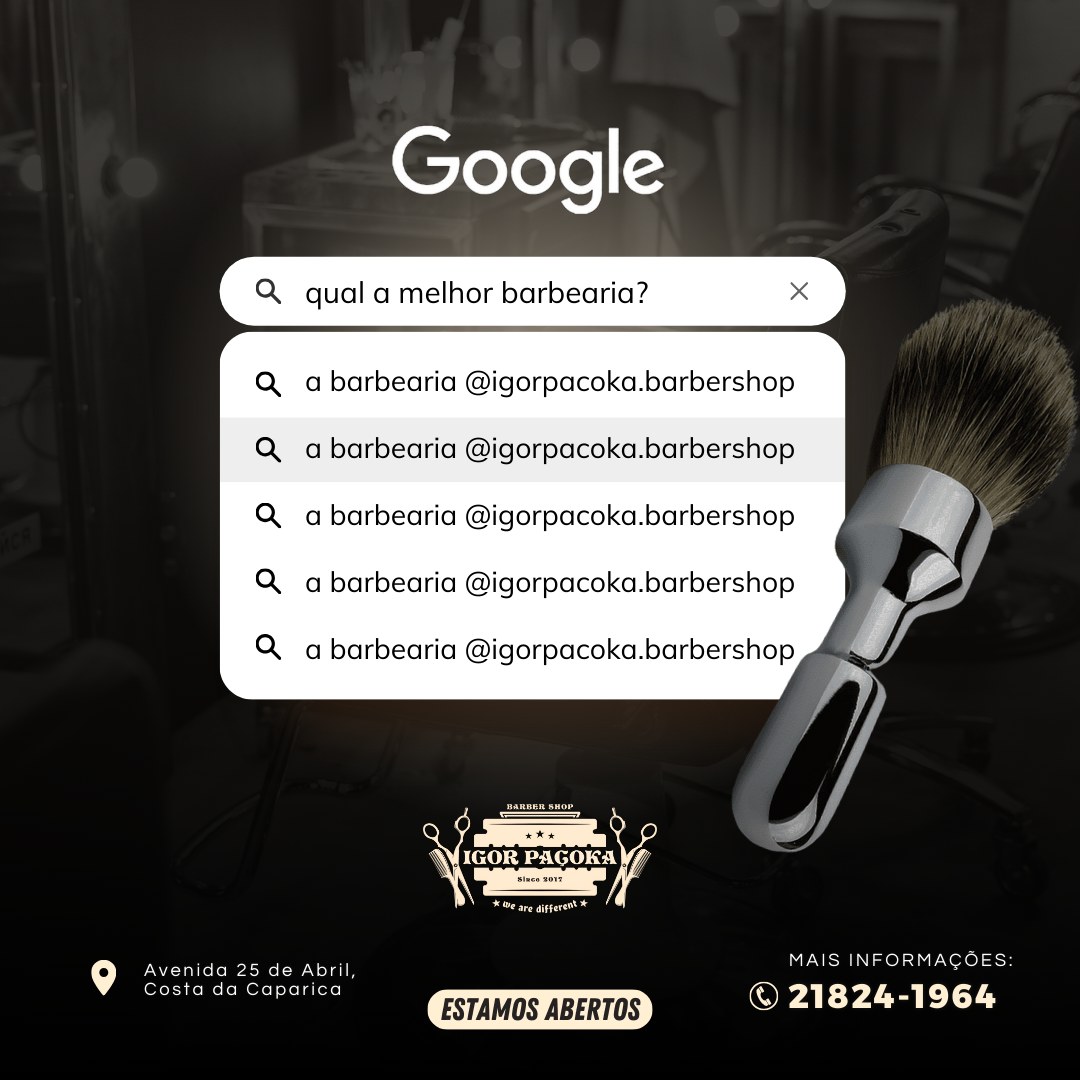 Google
qual a melhor barbearia?
a barbearia @igorpacoka.barbershop
a barbearia @igorpacoka.barbershop
a barbearia @igorpacoka.barbershop
a barbearia @igorpacoka.barbershop
a barbearia @igorpacoka.barbershop
BARBER SHOP
IGOR PAÇOKA
Since 2017
we are different
Avenida 25 de Abril,
Costa da Caparica
ESTAMOS ABERTOS
MAIS INFORMAÇÕES:
21824-1964